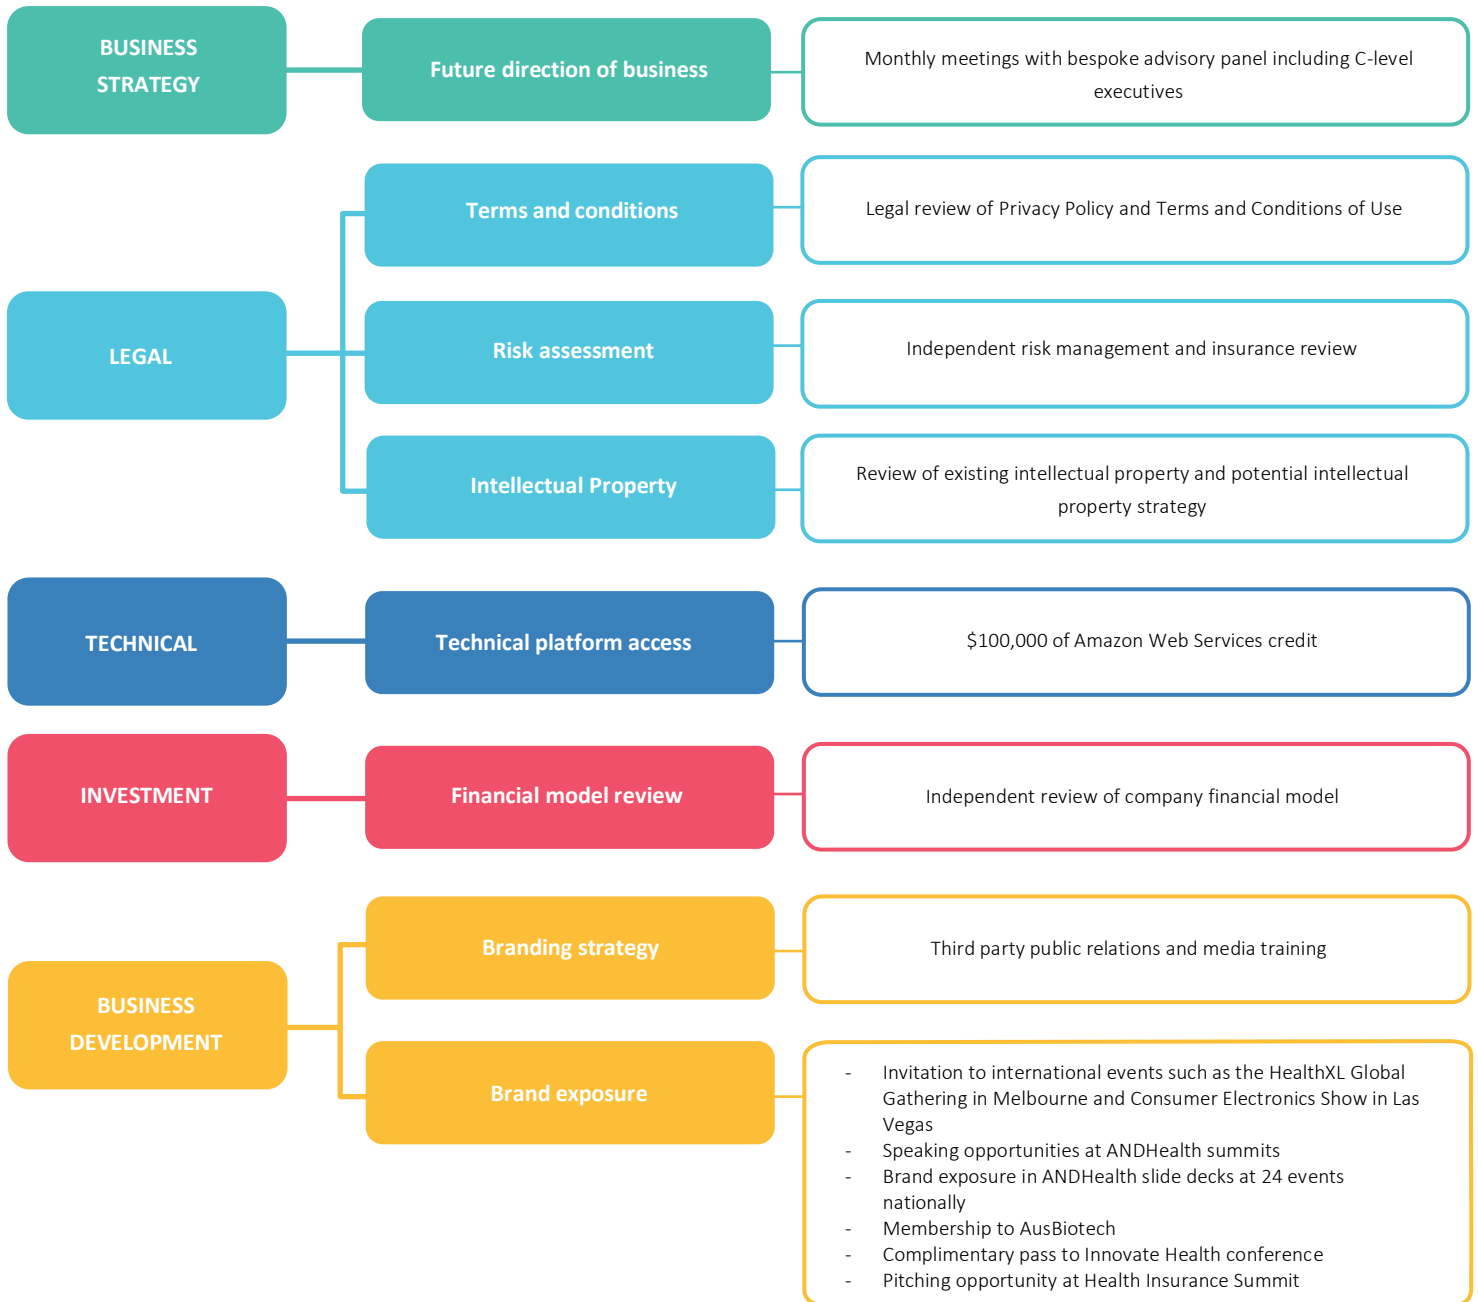 BUSINESS
STRATEGY
Future direction of business
Monthly meetings with bespoke advisory panel including C-level
executives
LEGAL
Terms and conditions
Legal review of Privacy Policy and Terms and Conditions of Use
Risk assessment
Independent risk management and insurance review
Intellectual Property
Review of existing intellectual property and potential intellectual
property strategy
TECHNICAL
Technical platform access
$100,000 of Amazon Web Services credit
INVESTMENT
Financial model review
Independent review of company financial model
BUSINESS
DEVELOPMENT
Branding strategy
Third party public relations and media training
Brand exposure
- Invitation to international events such as the HealthXL Global
Gathering in Melbourne and Consumer Electronics Show in Las
Vegas
- Speaking opportunities at ANDHealth summits
- Brand exposure in ANDHealth slide decks at 24 events
nationally
- Membership to AusBiotech
- Complimentary pass to Innovate Health conference
- Pitching opportunity at Health Insurance Summit